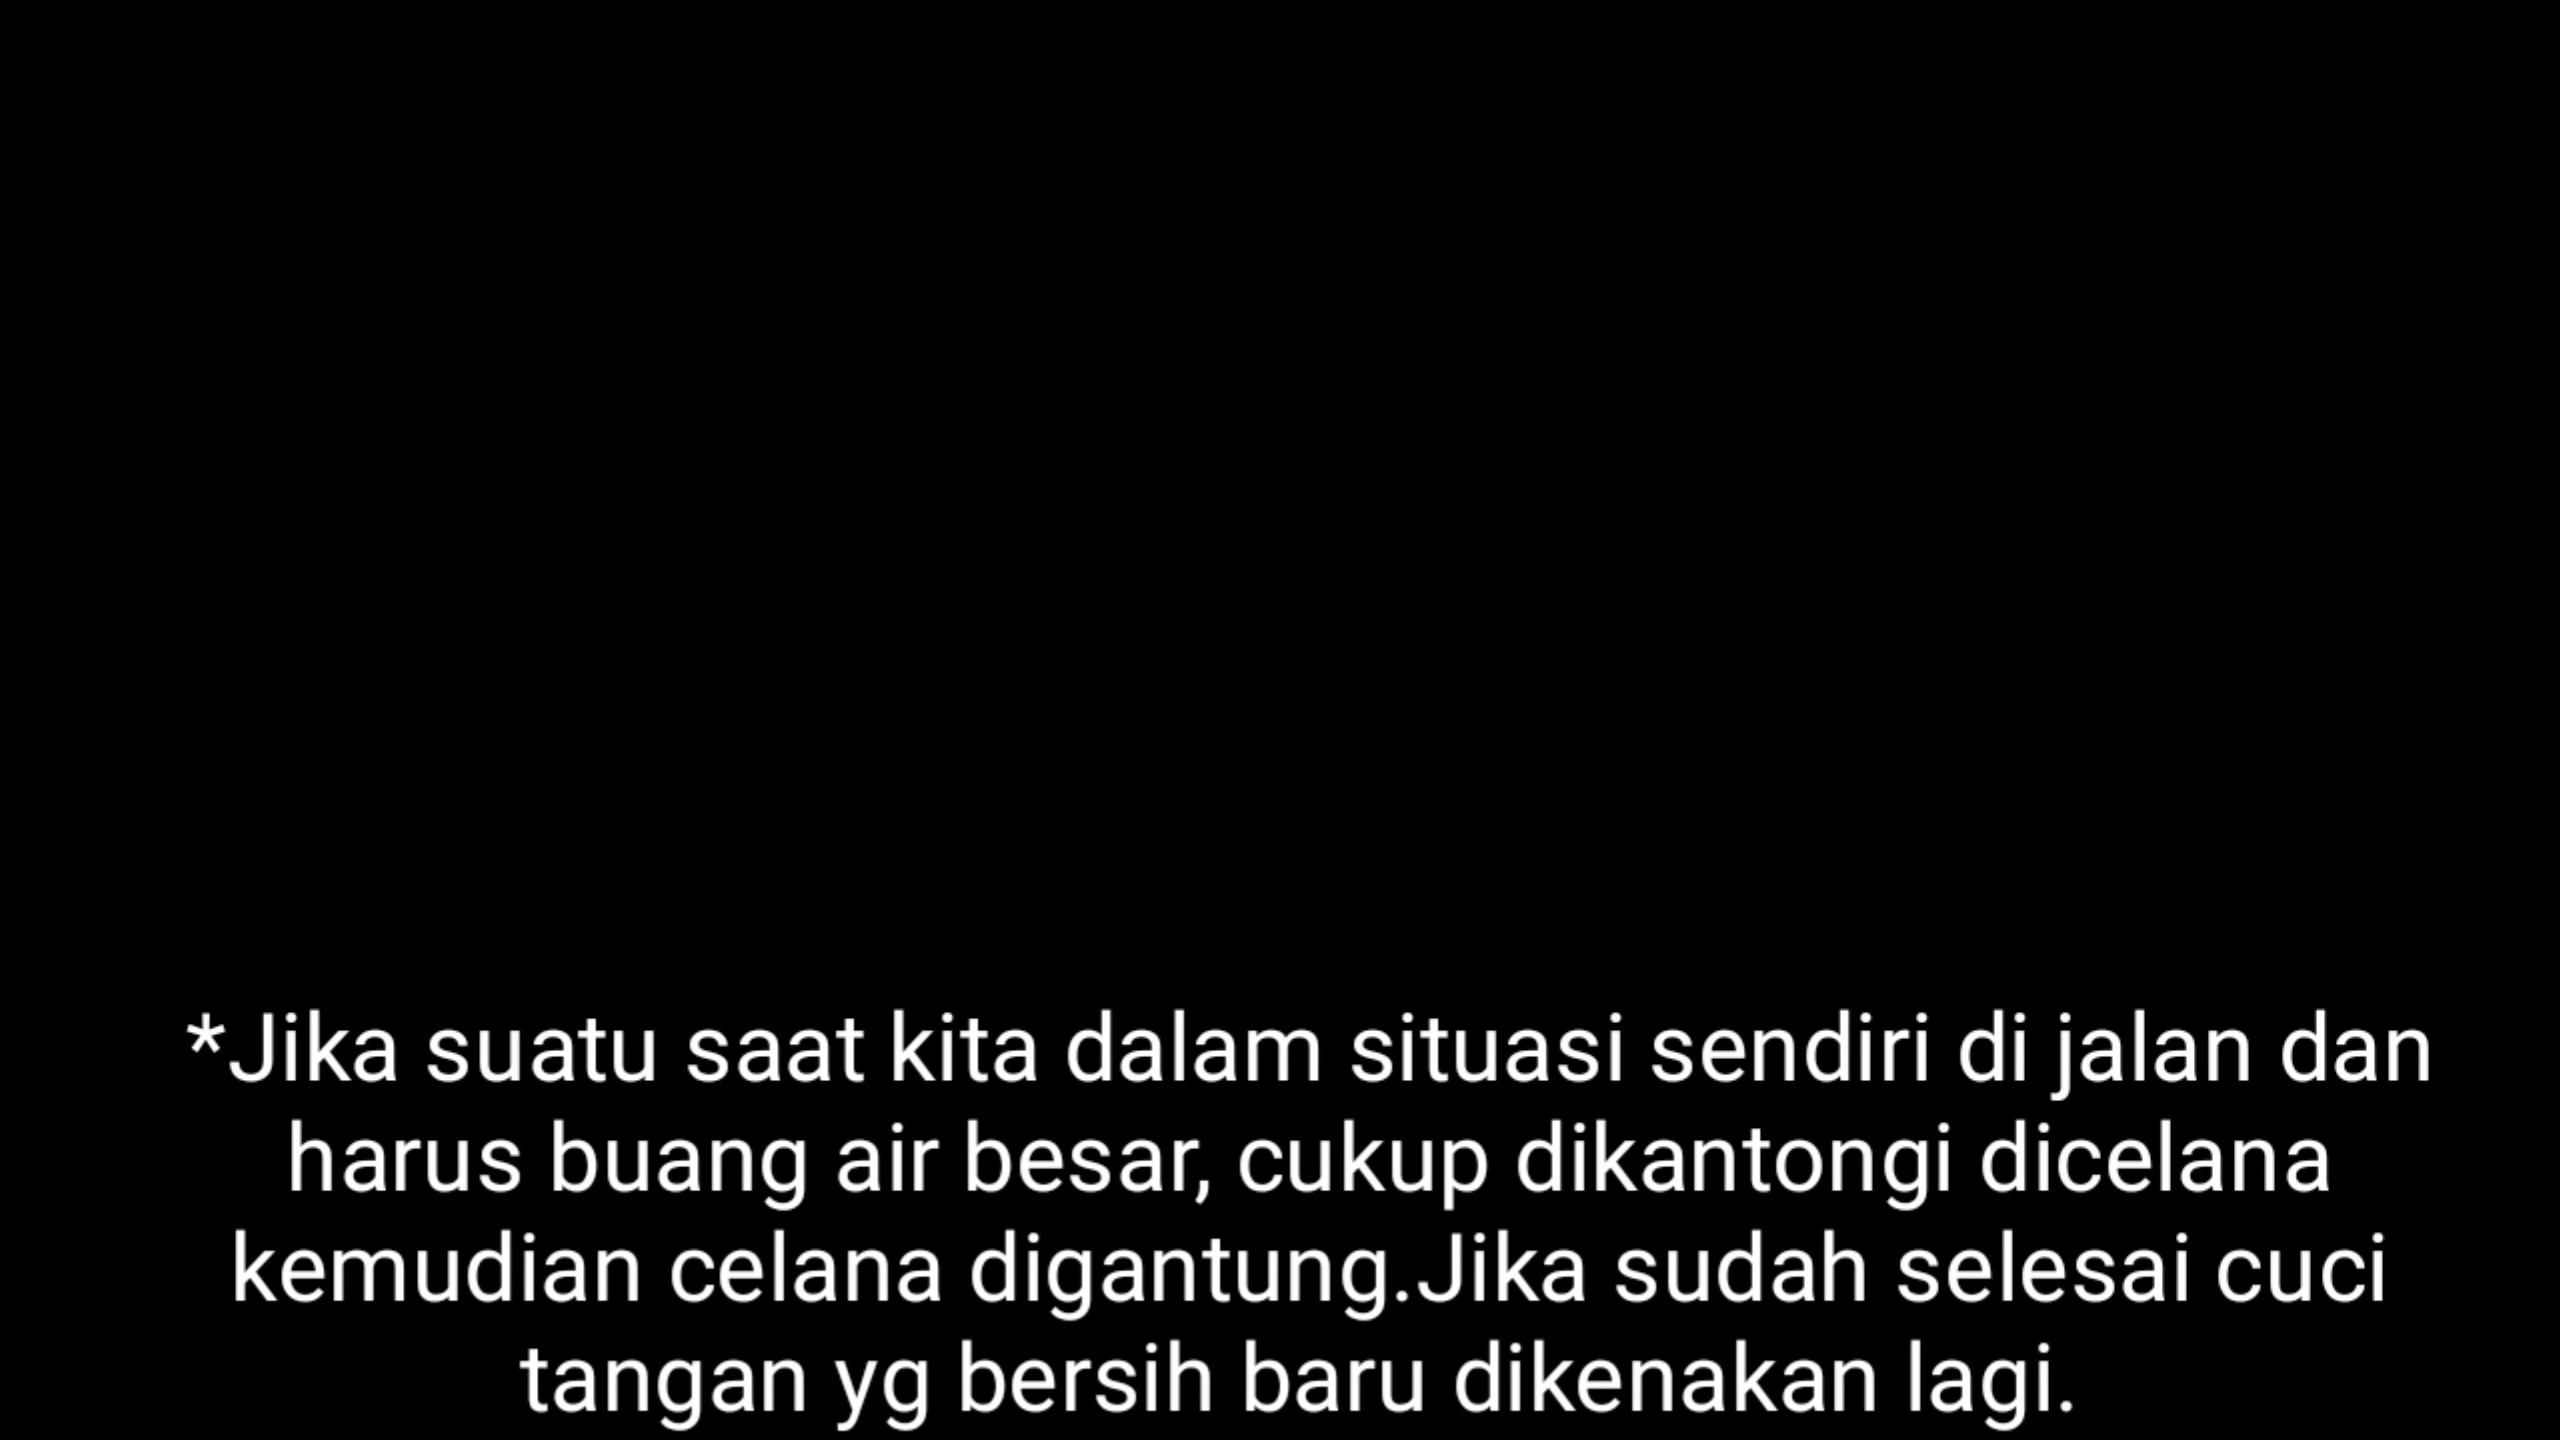 *Jika suatu saat kita dalam situasi sendiri di jalan dan
harus buang air besar, cukup dikantongi dicelana
kemudian celana digantung.Jika sudah selesai cuci
tangan yg bersih baru dikenakan lagi.